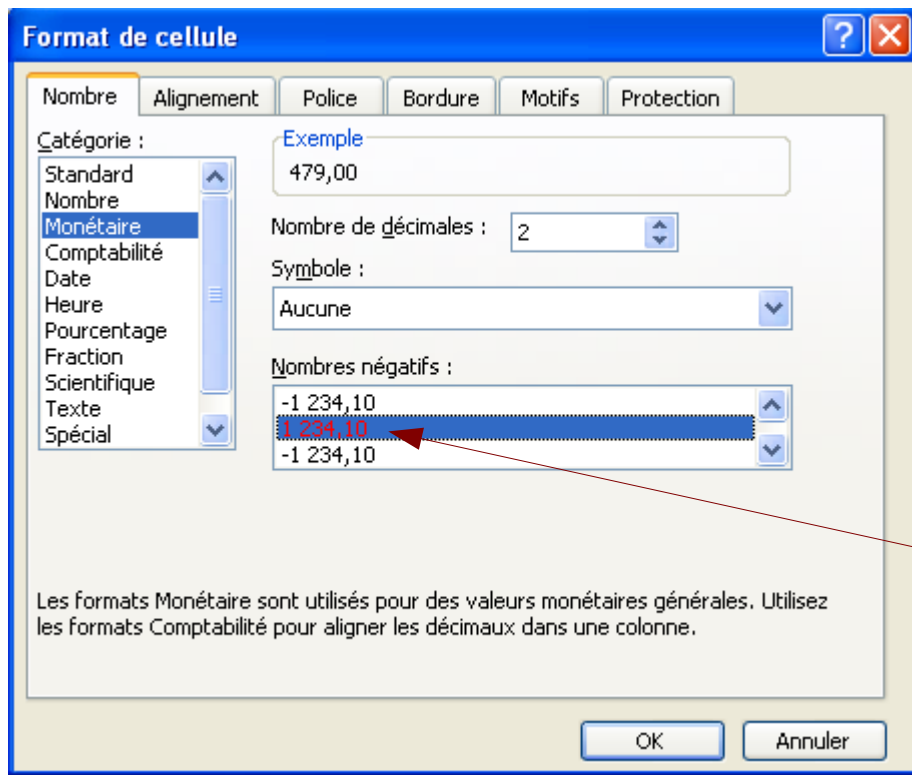 Format de cellule
Nombre Alignement Police Bordure Motifs Protection
Catégorie :
Standard
Nombre
Monétaire
Comptabilité
Date
Heure
Pourcentage
Fraction
Scientifique
Texte
Spécial
Exemple
479,00
Nombre de décimales : 2
Symbole :
Aucune
Nombres négatifs :
-1 234,10
1 234,10
-1 234,10
Les formats Monétaire sont utilisés pour des valeurs monétaires générales. Utilisez
les formats Comptabilité pour aligner les décimaux dans une colonne.
OK Annuler